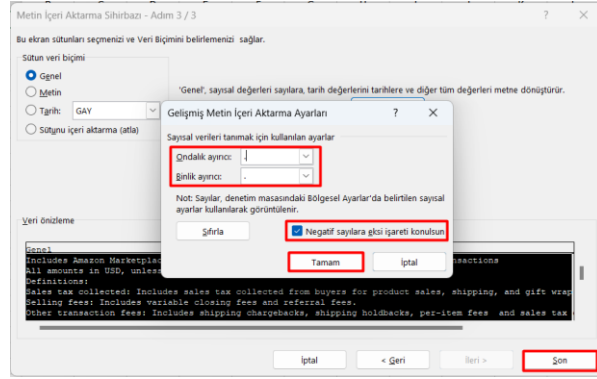 Metin İçeri Aktarma Sihirbazı - Adım 3 / 3
Bu ekran sütunları seçmenizi ve Veri Biçimini belirlemenizi sağlar.
Sütun veri biçimi
Genel
Metin
Tarih: GAY
Sütunu içeri aktarma (atla)
'Genel', sayısal değerleri sayılara, tarih değerlerini tarihlere ve diğer tüm değerleri metne dönüştürür.
Gelişmiş Metin İçeri Aktarma Ayarları
Sayısal verileri tanımak için kullanılan ayarlar
Ondalık ayırıcı: .
Binlik ayırıcı: .
Not: Sayılar, denetim masasındaki Bölgesel Ayarlar'da belirtilen sayısal
ayarlar kullanılarak görüntülenir.
Sıfırla
Negatif sayılara eksi işareti konulsun
Tamam
İptal
Veri önizleme
Genel
Includes Amazon Marketplac nsactions
All amounts in USD, unless
Definitions:
Sales tax collected: Includes sales tax collected from buyers for product sales, shipping, and gift wrap
Selling fees: Includes variable closing fees and referral fees.
Other transaction fees: Includes shipping chargebacks, shipping holdbacks, per-item fees and sales tax
İptal
< Geri
İleri >
Son